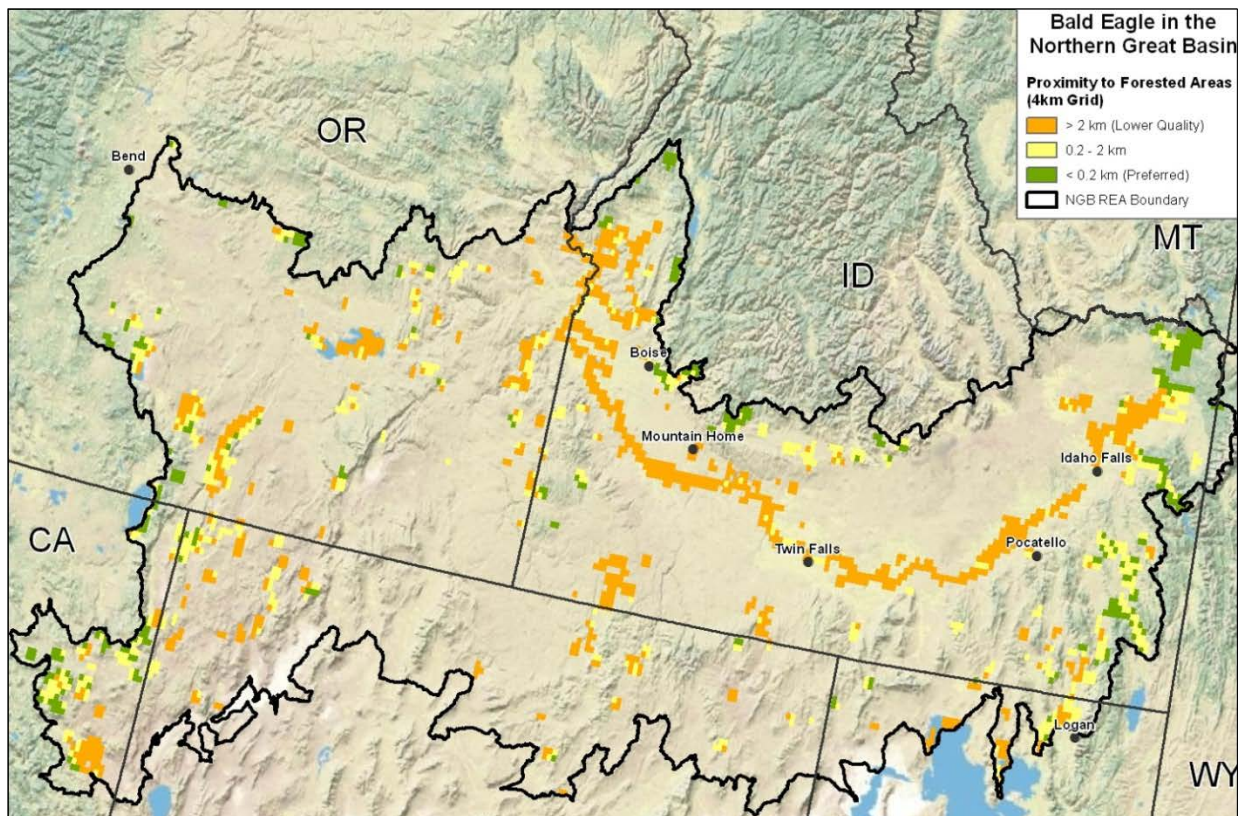 Bald Eagle in the
Northern Great Basin
Proximity to Forested Areas
(4km Grid)
> 2 km (Lower Quality)
0.2 - 2 km
< 0.2 km (Preferred)
NGB REA Boundary
OR
Bend
MT
ID
Boise
Mountain Home
Idaho Falls
CA
Twin Falls
Pocatello
Logan
WY